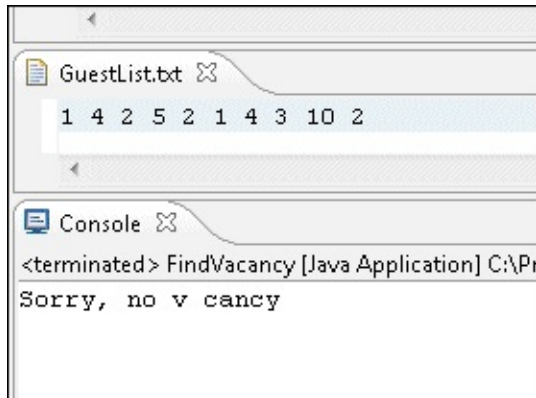 GuestList.txt
1 4 2 5 2 1 4 3 10 2
Console
<terminated> FindVacancy [Java Application] C:\Pr
Sorry, no v cancy